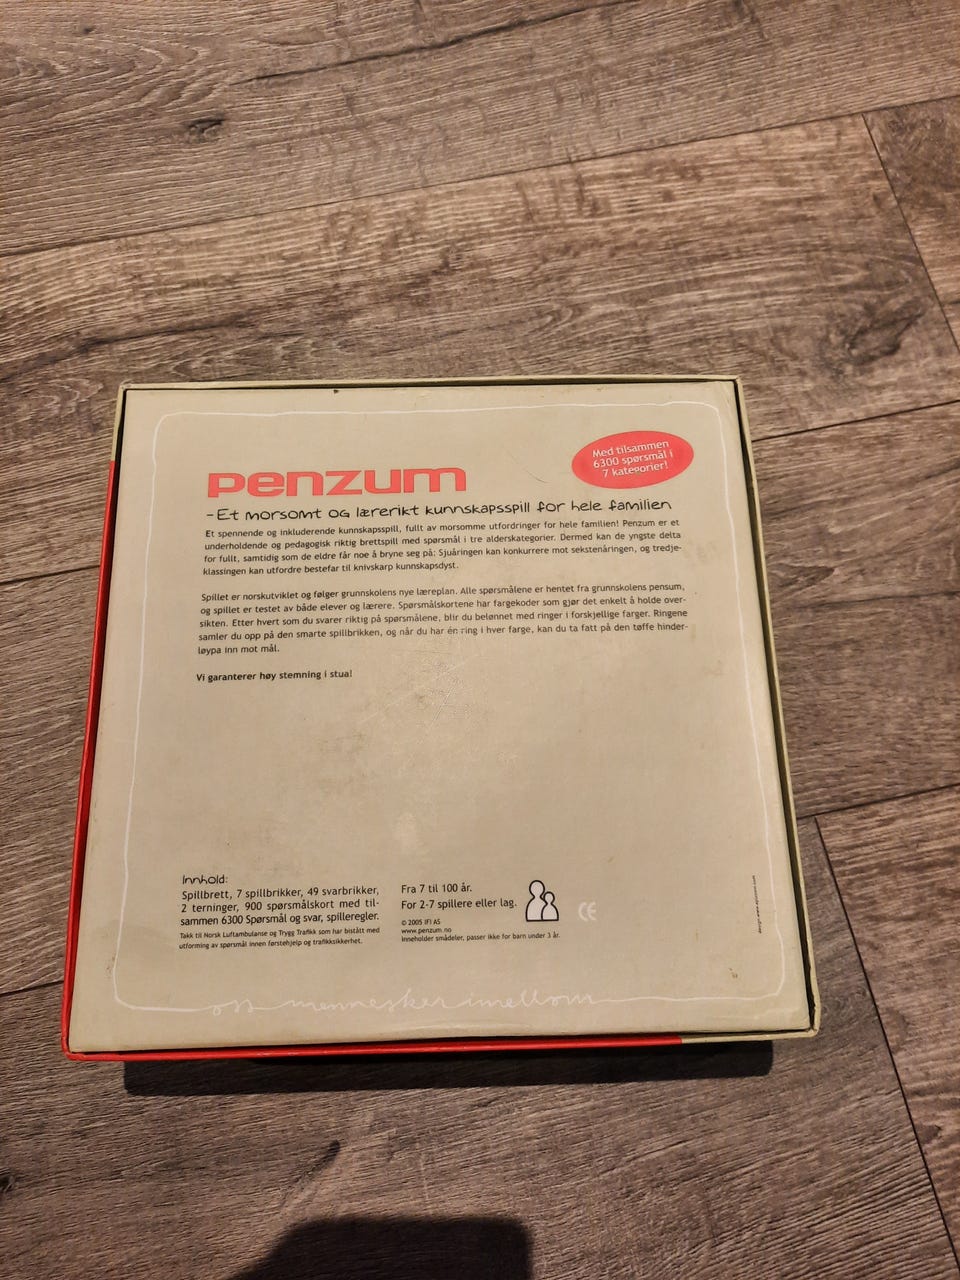 Med tilsammen
6300 spørsmål i
7 kategorier!
penzum
-Et morsomt og lærerikt kunnskapsspill for hele familien
Et spennende og inkluderende kunnskapsspill, fullt av morsomme utfordringer for hele familien! Penzum er et
underholdende og pedagogisk riktig brettspill med spørsmål i tre alderskategorier. Dermed kan de yngste delta
for fullt, samtidig som de eldre får noe å bryne seg på: Sjuåringen kan konkurrere mot sekstenåringen, og tredje-
klassingen kan utfordre bestefar til knivskarp kunnskapsdyst.
Spillet er norskutviklet og følger grunnskolens nye læreplan. Alle spørsmålene er hentet fra grunnskolens pensum,
og spillet er testet av både elever og lærere. Spørsmålskortene har fargekoder som gjør det enkelt å holde over-
sikten. Etter hvert som du svarer riktig på spørsmålene, blir du belønnet med ringer i forskjellige farger. Ringene
samler du opp på den smarte spillbrikken, og når du har én ring i hver farge, kan du ta fatt på den tøffe hinder-
løypa inn mot mål.
Vi garanterer høy stemning i stua!
Innhold:
Spillbrett, 7 spillbrikker, 49 svarbrikker,
2 terninger, 900 spørsmålskort med til-
sammen 6300 Spørsmål og svar, spilleregler.
Takk til Norsk Luftambulanse og Trygg Trafikk som har bistått med
utforming av spørsmål innen førstehjelp og trafikksikkerhet.
Fra 7 til 100 år.
For 2-7 spillere eller lag.
© 2005 IFI AS
www.penzum.no
Inneholder smådeler, passer ikke for barn under 3 år.
CE
oss mennesker imellom